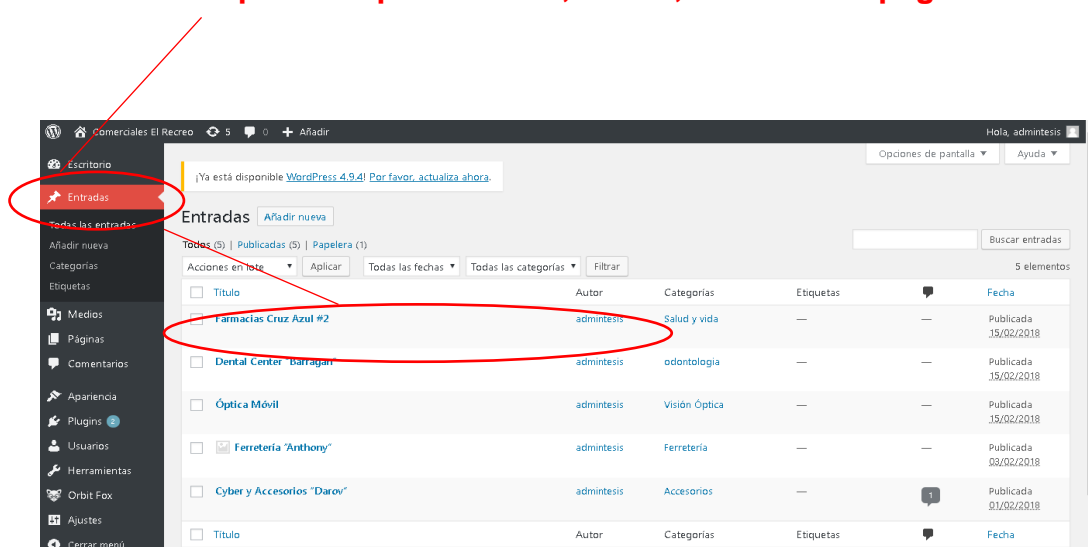 Comerciales El Recreo 5 0 Añadir Hola, admintesis
Escritorio
Opciones de pantalla ▼ Ayuda ▼
¡Ya está disponible WordPress 4.9.4! Por favor, actualiza ahora.
Entradas
Entradas Añadir nueva
Todas las entradas
Añadir nueva
Categorías
Etiquetas
Medios
Páginas
Comentarios
Apariencia
Plugins 2
Usuarios
Herramientas
Orbit Fox
Ajustes
Cerrar menú
Todos (5) | Publicadas (5) | Papelera (1)
Buscar entradas
Acciones en lote ▼ Aplicar Todas las fechas ▼ Todas las categorías ▼ Filtrar 5 elementos
Título Autor Categorías Etiquetas Fecha
Farmacias Cruz Azul #2 admintesis Salud y vida — — Publicada
15/02/2018
Dental Center "Barragan" admintesis odontologia — — Publicada
15/02/2018
Óptica Móvil admintesis Visión Óptica — — Publicada
15/02/2018
Ferretería "Anthony" admintesis Ferretería — — Publicada
03/02/2018
Cyber y Accesorios "Darov" admintesis Accesorios — 1 Publicada
01/02/2018
Título Autor Categorías Etiquetas Fecha